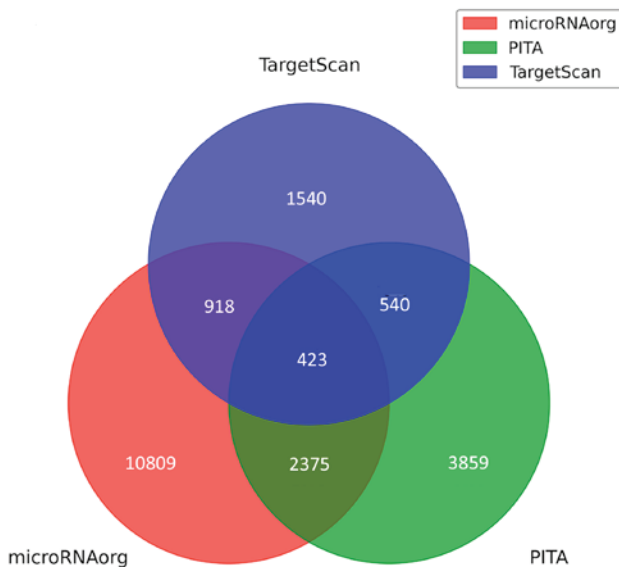 microRNAorg
PITA
TargetScan
TargetScan
1540
918
540
423
10809
2375
3859
microRNAorg
PITA